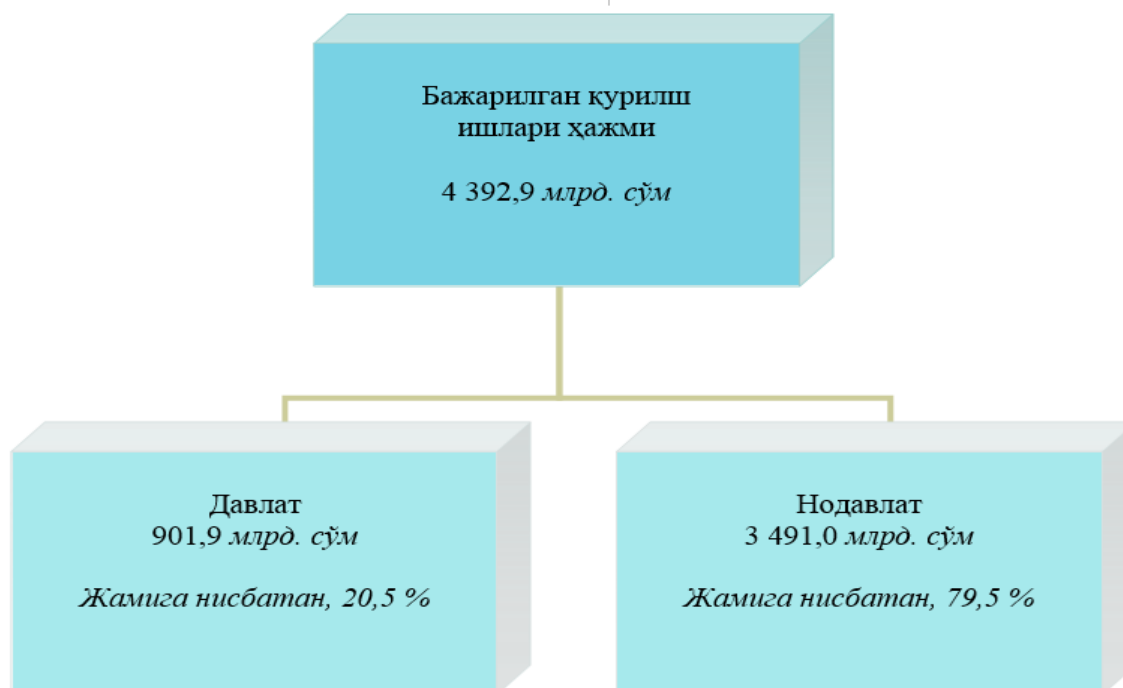 Бажарилган қурилш
ишлари ҳажми
4 392,9 млрд. сўм
Давлат
901,9 млрд. сўм
Жамига нисбатан, 20,5 %
Нодавлат
3 491,0 млрд. сўм
Жамига нисбатан, 79,5 %